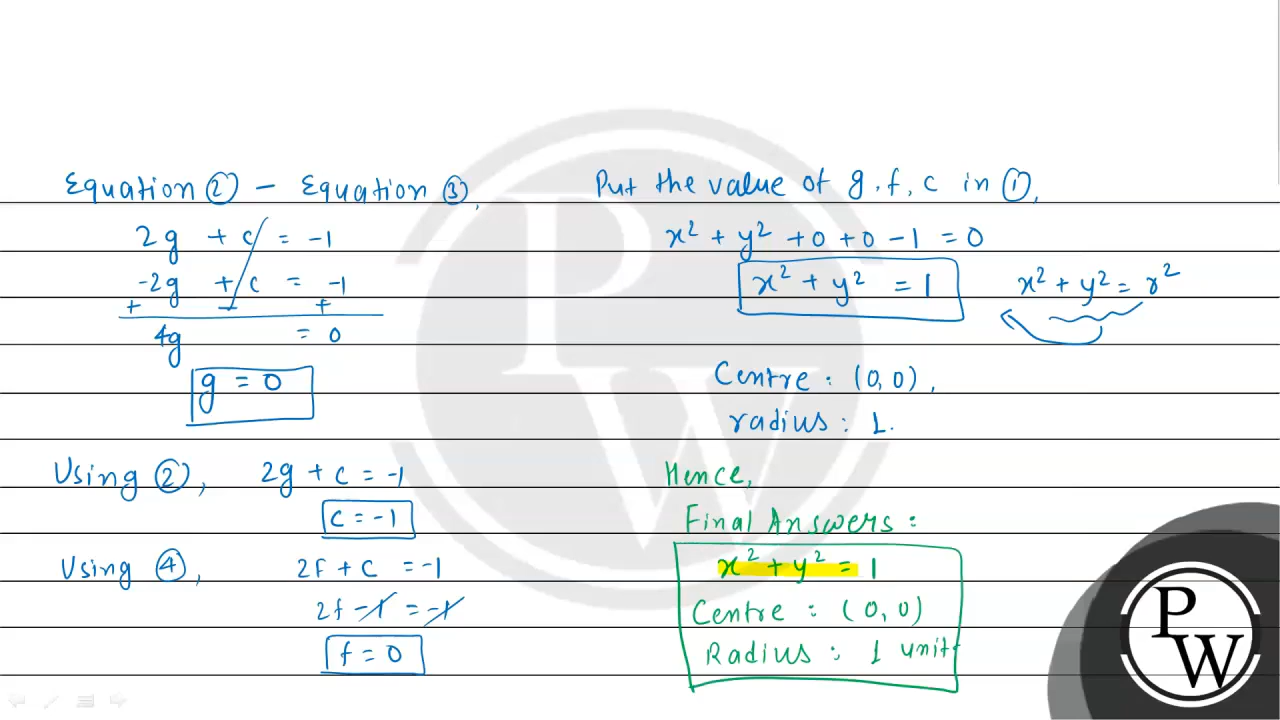 Equation ② - Equation ③,
2g + c = -1
-2g + c = -1
+ - +
4g = 0
g = 0
Using ②, 2g + c = -1
c = -1
Using ④, 2f + c = -1
2f - 1 = -1
f = 0
Put the value of g, f, c in ①,
x² + y² + 0 + 0 - 1 = 0
x² + y² = 1 x² + y² = r²
Centre : (0, 0),
radius : 1.
Hence,
Final Answers :
x² + y² = 1
Centre : (0, 0)
Radius : 1 unit.
P
W
P
W